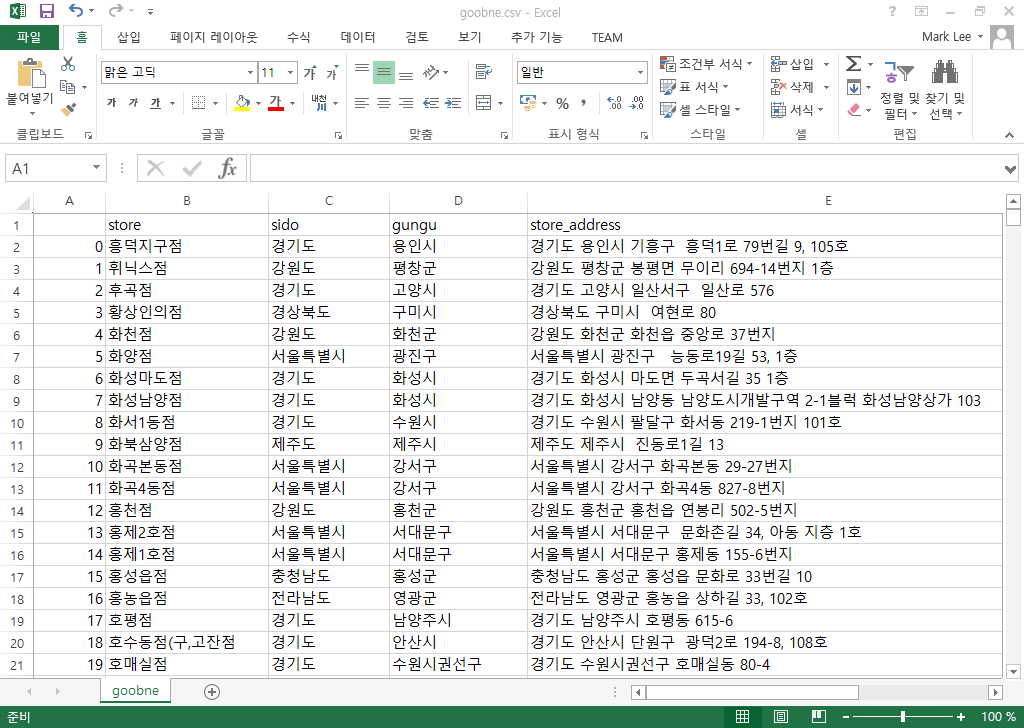 goobne.csv - Excel
파일 홈 삽입 페이지 레이아웃 수식 데이터 검토 보기 추가 기능 TEAM Mark Lee
붙여넣기
맑은 고딕 11 가 가
가 가 가 가 내천
일반
% , .00 .00
조건부 서식
표 서식
셀 스타일
삽입
삭제
서식
정렬 및 필터
찾기 및 선택
클립보드 글꼴 맞춤 표시 형식 스타일 셀 편집
A1 fx
A B C D E
1 store sido gungu store_address
2 0 흥덕지구점 경기도 용인시 경기도 용인시 기흥구 흥덕1로 79번길 9, 105호
3 1 휘닉스점 강원도 평창군 강원도 평창군 봉평면 무이리 694-14번지 1층
4 2 후곡점 경기도 고양시 경기도 고양시 일산서구 일산로 576
5 3 황상인의점 경상북도 구미시 경상북도 구미시 여현로 80
6 4 화천점 강원도 화천군 강원도 화천군 화천읍 중앙로 37번지
7 5 화양점 서울특별시 광진구 서울특별시 광진구 능동로19길 53, 1층
8 6 화성마도점 경기도 화성시 경기도 화성시 마도면 두곡서길 35 1층
9 7 화성남양점 경기도 화성시 경기도 화성시 남양동 남양도시개발구역 2-1블럭 화성남양상가 103
10 8 화서1동점 경기도 수원시 경기도 수원시 팔달구 화서동 219-1번지 101호
11 9 화북삼양점 제주도 제주시 제주도 제주시 진동로1길 13
12 10 화곡본동점 서울특별시 강서구 서울특별시 강서구 화곡본동 29-27번지
13 11 화곡4동점 서울특별시 강서구 서울특별시 강서구 화곡4동 827-8번지
14 12 홍천점 강원도 홍천군 강원도 홍천군 홍천읍 연봉리 502-5번지
15 13 홍제2호점 서울특별시 서대문구 서울특별시 서대문구 문화촌길 34, 아동 지층 1호
16 14 홍제1호점 서울특별시 서대문구 서울특별시 서대문구 홍제동 155-6번지
17 15 홍성읍점 충청남도 홍성군 충청남도 홍성군 홍성읍 문화로 33번길 10
18 16 홍농읍점 전라남도 영광군 전라남도 영광군 홍농읍 상하길 33, 102호
19 17 호평점 경기도 남양주시 경기도 남양주시 호평동 615-6
20 18 호수동점(구,고잔점 경기도 안산시 경기도 안산시 단원구 광덕2로 194-8, 108호
21 19 호매실점 경기도 수원시권선구 경기도 수원시권선구 호매실동 80-4
goobne
준비 100 %